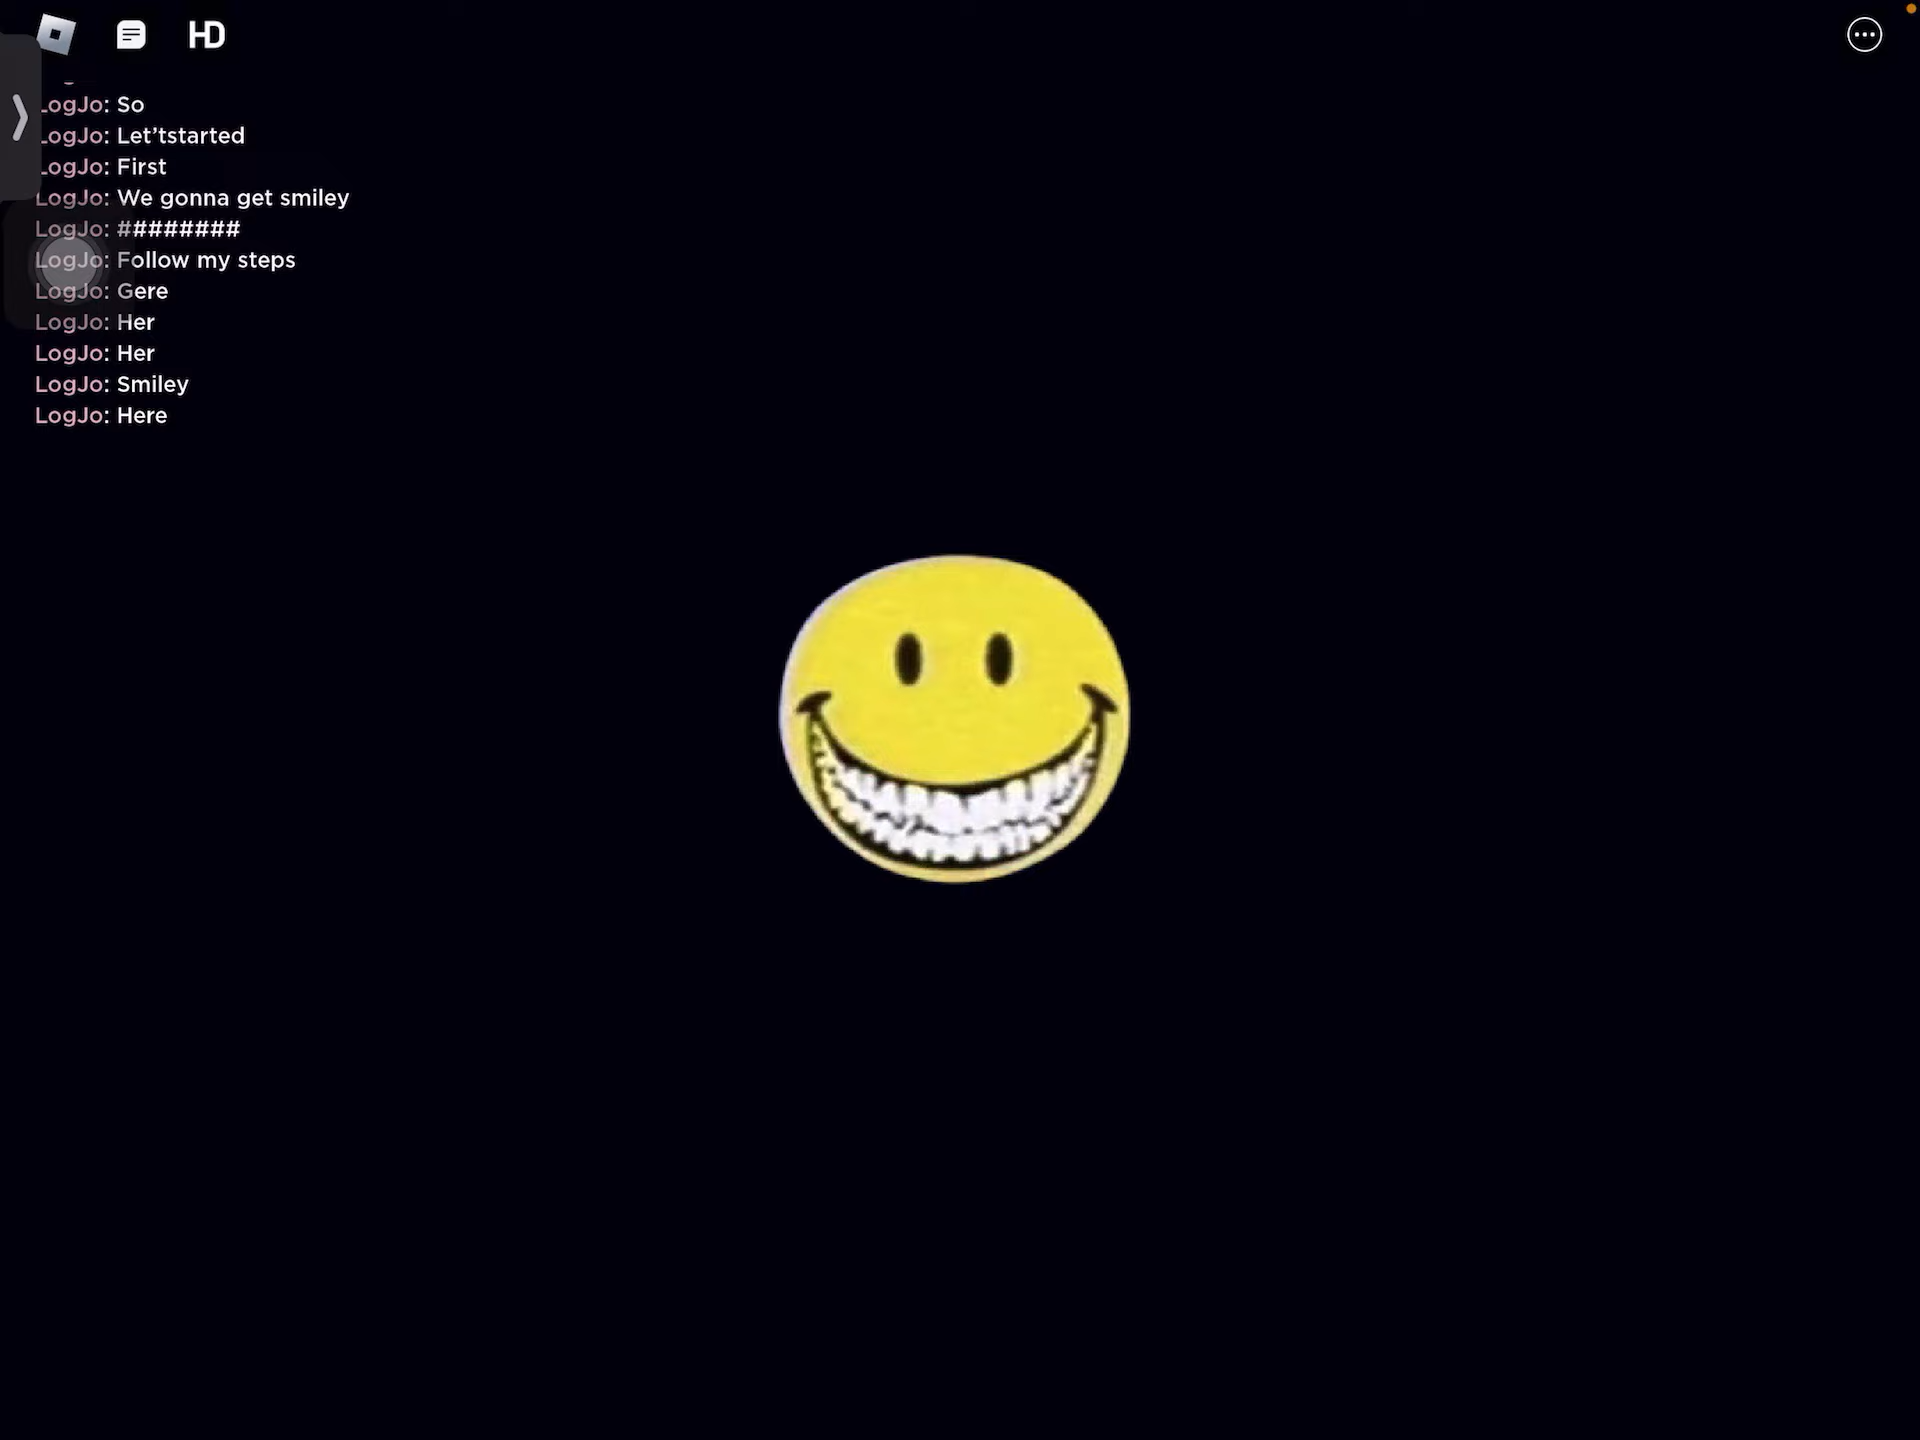 HD
LogJo: So
LogJo: Let'tstarted
LogJo: First
LogJo: We gonna get smiley
LogJo: ########
LogJo: Follow my steps
LogJo: Gere
LogJo: Her
LogJo: Her
LogJo: Smiley
LogJo: Here